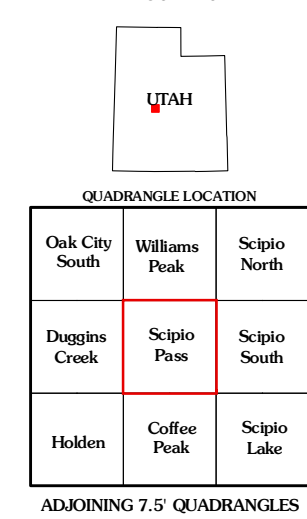 UTAH
QUADRANGLE LOCATION
Oak City
South
Williams
Peak
Scipio
North
Duggins
Creek
Scipio
Pass
Scipio
South
Holden
Coffee
Peak
Scipio
Lake
ADJOINING 7.5' QUADRANGLES